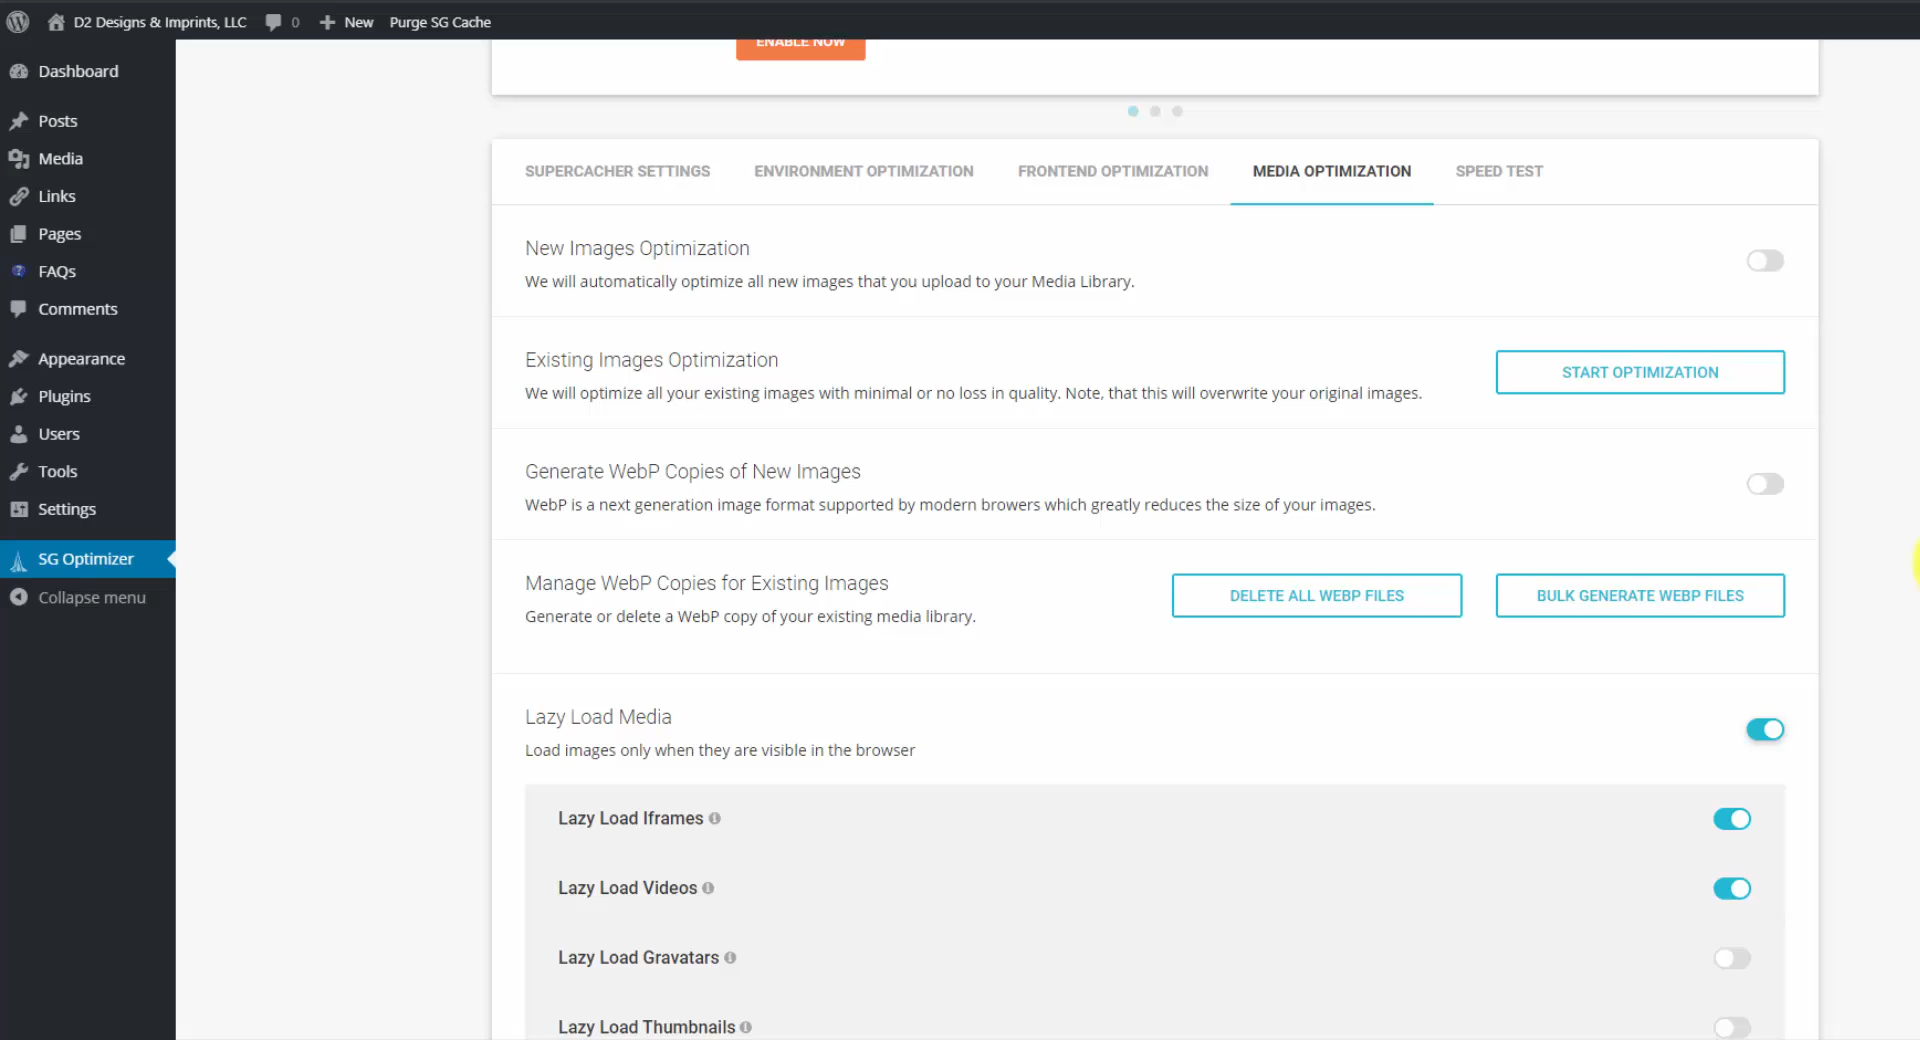 D2 Designs & Imprints, LLC 0 New Purge SG Cache
ENABLE NOW
Dashboard
Posts
Media
Links
Pages
FAQs
Comments
Appearance
Plugins
Users
Tools
Settings
SG Optimizer
Collapse menu
SUPERCACHER SETTINGS ENVIRONMENT OPTIMIZATION FRONTEND OPTIMIZATION MEDIA OPTIMIZATION SPEED TEST
New Images Optimization
We will automatically optimize all new images that you upload to your Media Library.
Existing Images Optimization
We will optimize all your existing images with minimal or no loss in quality. Note, that this will overwrite your original images.
START OPTIMIZATION
Generate WebP Copies of New Images
WebP is a next generation image format supported by modern browers which greatly reduces the size of your images.
Manage WebP Copies for Existing Images
Generate or delete a WebP copy of your existing media library.
DELETE ALL WEBP FILES BULK GENERATE WEBP FILES
Lazy Load Media
Load images only when they are visible in the browser
Lazy Load Iframes
Lazy Load Videos
Lazy Load Gravatars
Lazy Load Thumbnails